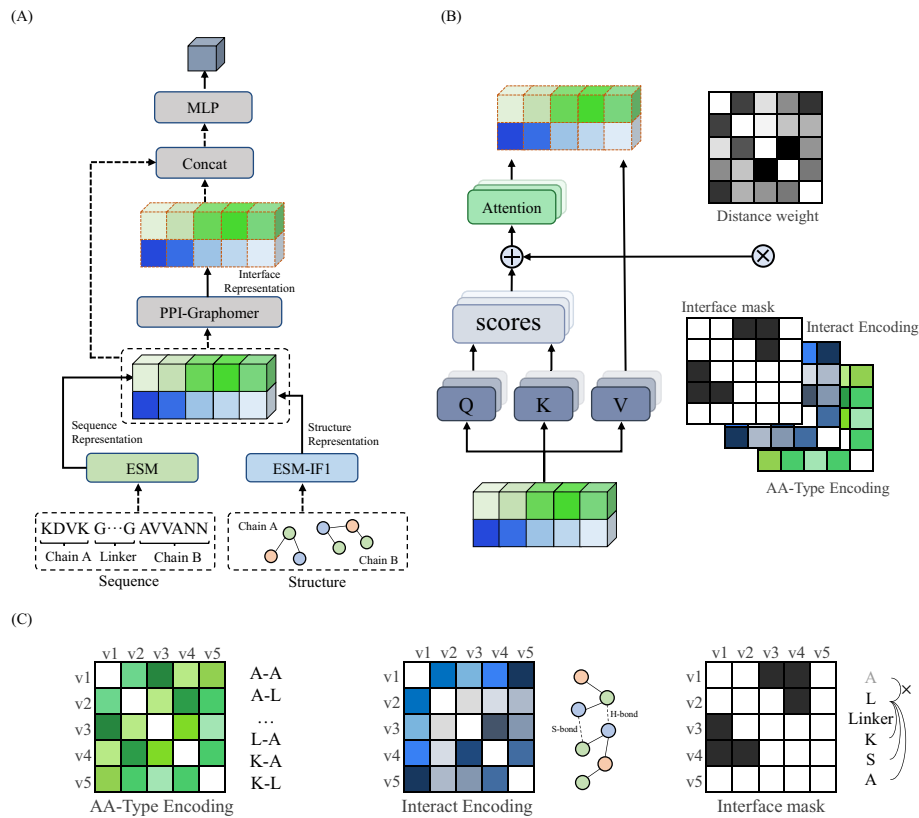 (A)
MLP
Concat
Interface
Representation
PPI-Graphomer
Sequence
Representation
Structure
Representation
ESM
ESM-IF1
KDVK G···G AVVANN
Chain A
Linker
Chain B
Sequence
Chain A
Chain B
Structure
(B)
Attention
Distance weight
scores
Interface mask
Interact Encoding
AA-Type Encoding
Q
K
V
(C)
v1 v2 v3 v4 v5
v1
v2
v3
v4
v5
AA-Type Encoding
A-A
A-L
...
L-A
K-A
K-L
v1 v2 v3 v4 v5
v1
v2
v3
v4
v5
Interact Encoding
H-bond
S-bond
v1 v2 v3 v4 v5
v1
v2
v3
v4
v5
Interface mask
A
L
Linker
K
S
A